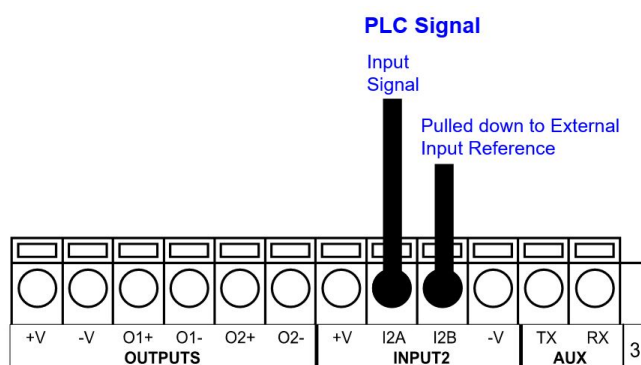 PLC Signal
Input
Signal
Pulled down to External
Input Reference
+V -V O1+ O1- O2+ O2- +V I2A I2B -V TX RX
OUTPUTS INPUT2 AUX 3